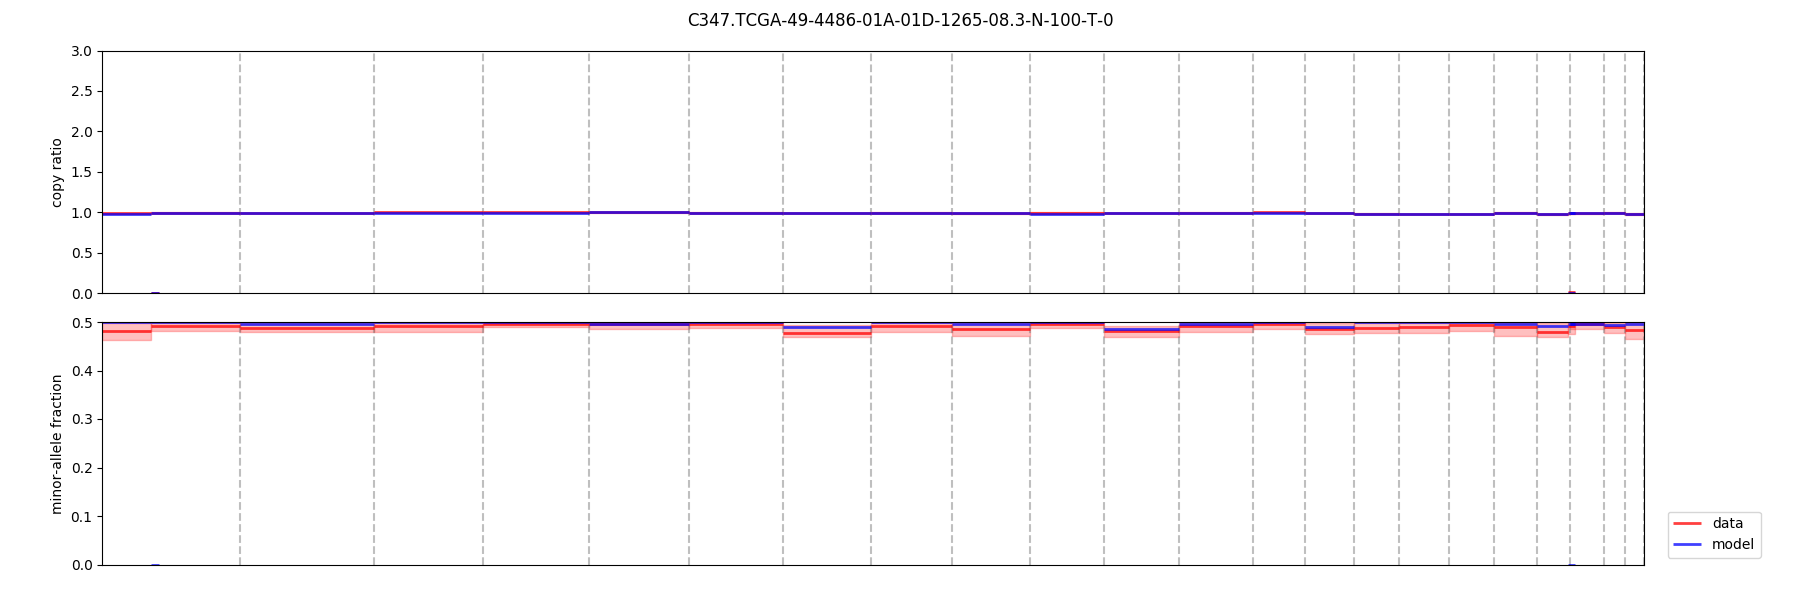 C347.TCGA-49-4486-01A-01D-1265-08.3-N-100-T-0
3.0
2.5
2.0
1.5
1.0
0.5
0.0
copy ratio
0.5
0.4
0.3
0.2
0.1
0.0
minor-allele fraction
data
model